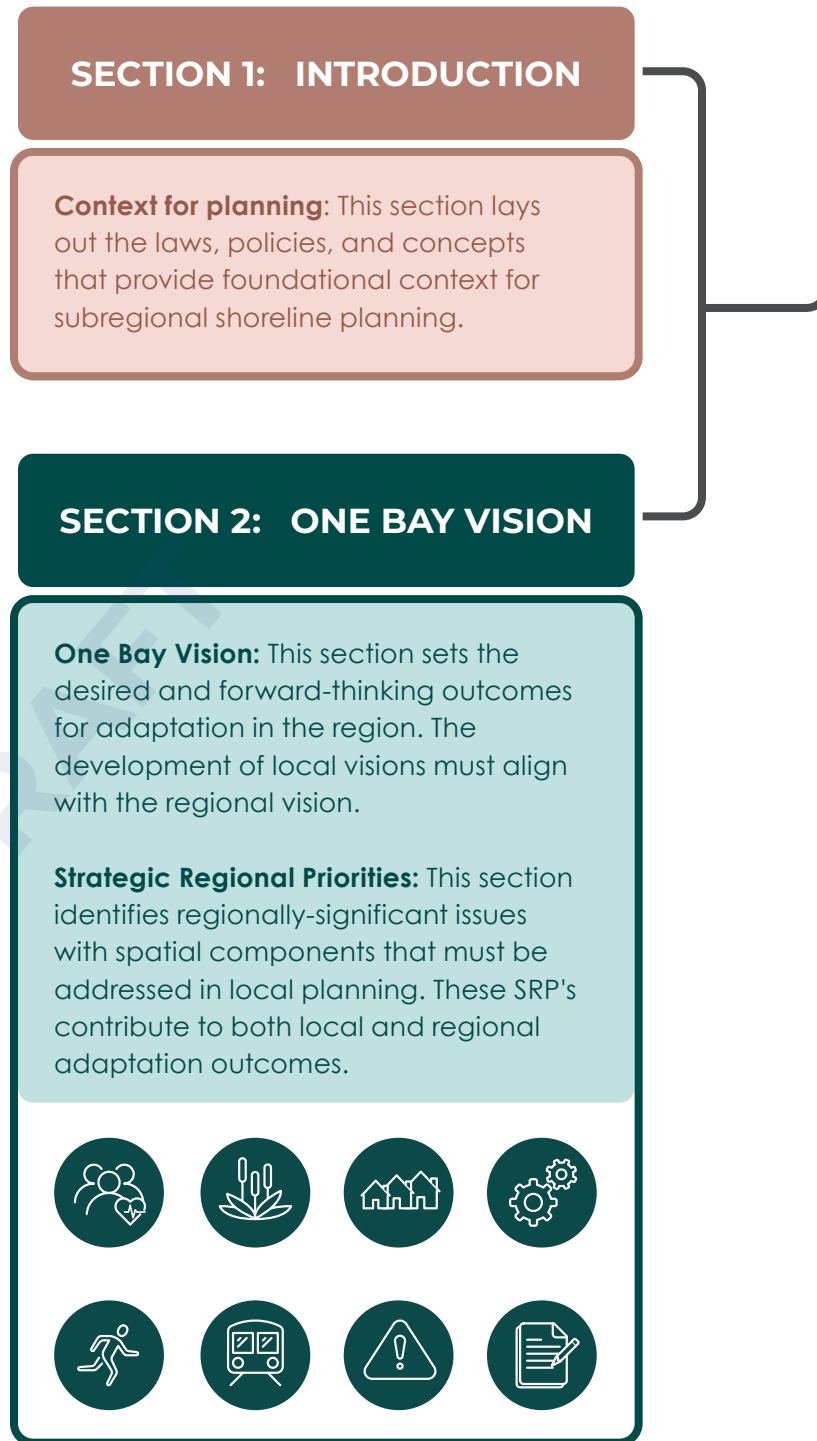 SECTION 1: INTRODUCTION
Context for planning: This section lays
out the laws, policies, and concepts
that provide foundational context for
subregional shoreline planning.
SECTION 2: ONE BAY VISION
One Bay Vision: This section sets the
desired and forward-thinking outcomes
for adaptation in the region. The
development of local visions must align
with the regional vision.
Strategic Regional Priorities: This section
identifies regionally-significant issues
with spatial components that must be
addressed in local planning. These SRP's
contribute to both local and regional
adaptation outcomes.
RAFT